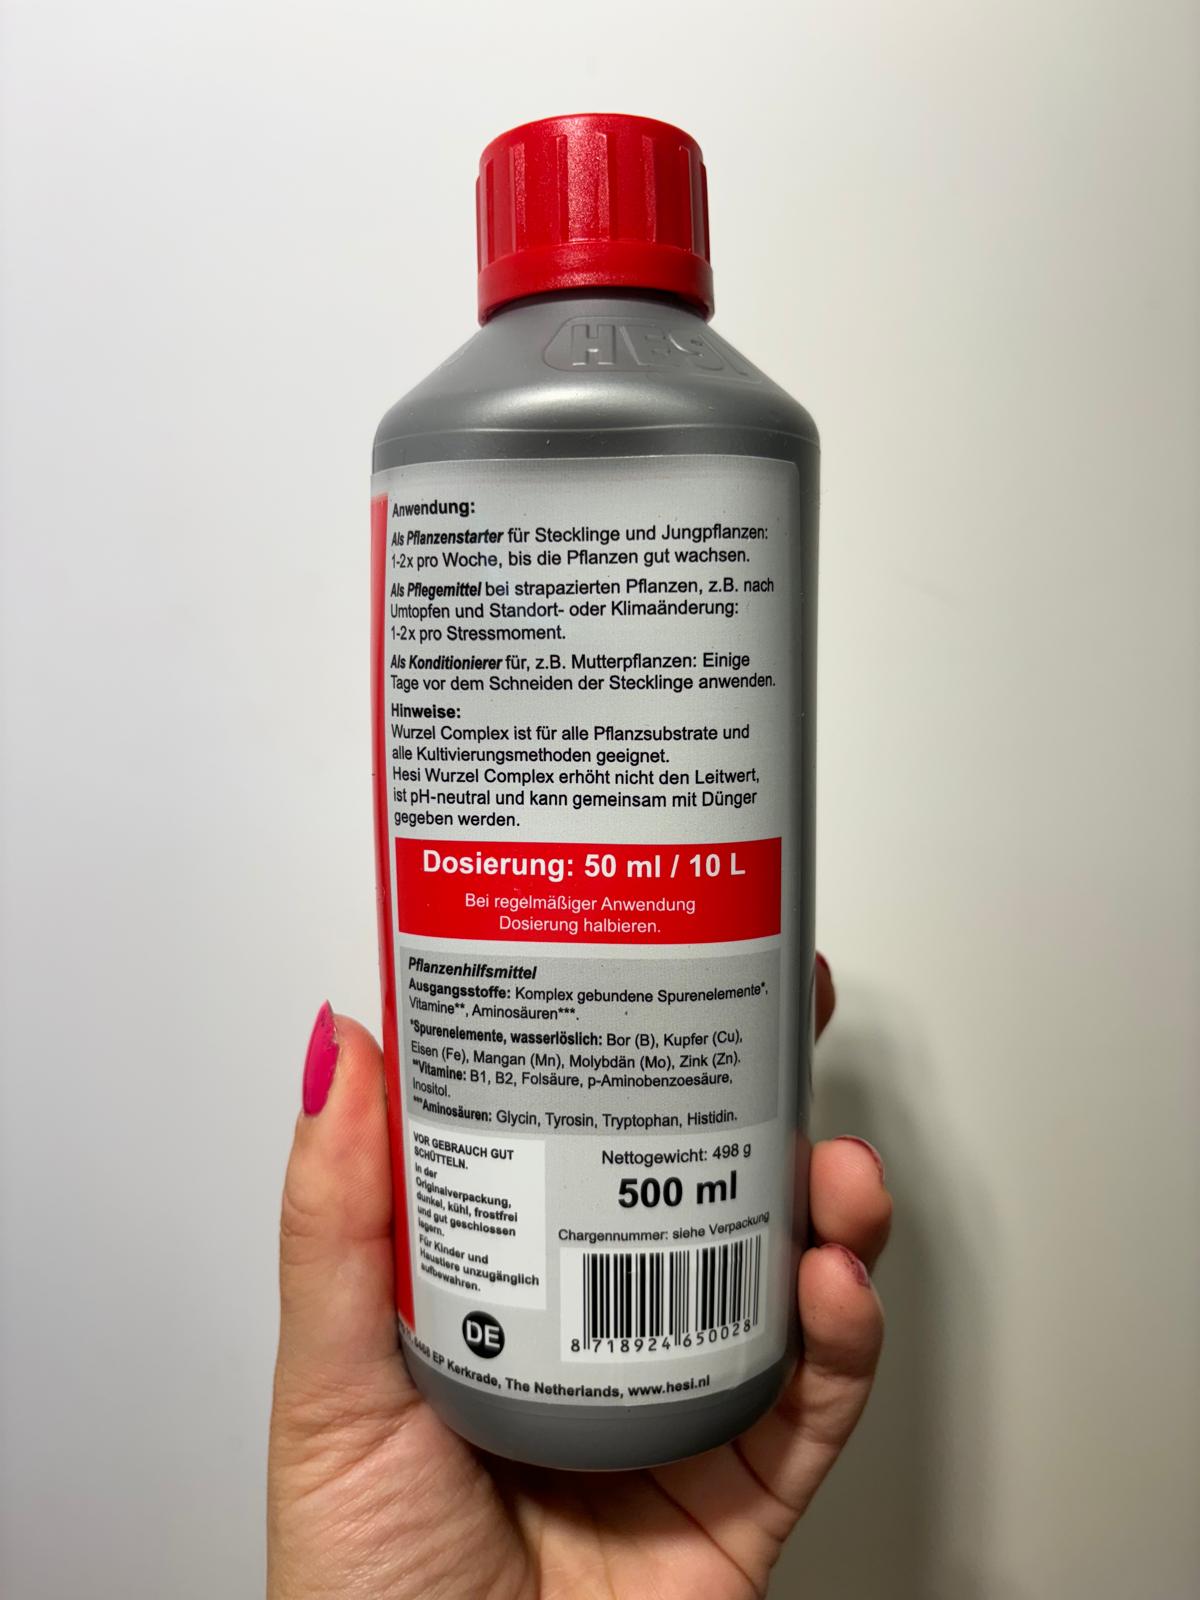 HESI
Anwendung:
Als Pflanzenstarter für Stecklinge und Jungpflanzen:
1-2x pro Woche, bis die Pflanzen gut wachsen.
Als Pflegemittel bei strapazierten Pflanzen, z.B. nach
Umtopfen und Standort- oder Klimaänderung:
1-2x pro Stressmoment.
Als Konditionierer für, z.B. Mutterpflanzen: Einige
Tage vor dem Schneiden der Stecklinge anwenden.
Hinweise:
Wurzel Complex ist für alle Pflanzsubstrate und
alle Kultivierungsmethoden geeignet.
Hesi Wurzel Complex erhöht nicht den Leitwert,
ist pH-neutral und kann gemeinsam mit Dünger
gegeben werden.
Dosierung: 50 ml / 10 L
Bei regelmäßiger Anwendung
Dosierung halbieren.
Pflanzenhilfsmittel
Ausgangsstoffe: Komplex gebundene Spurenelemente*,
Vitamine**, Aminosäuren***.
*Spurenelemente, wasserlöslich: Bor (B), Kupfer (Cu),
Eisen (Fe), Mangan (Mn), Molybdän (Mo), Zink (Zn).
**Vitamine: B1, B2, Folsäure, p-Aminobenzoesäure,
Inositol.
***Aminosäuren: Glycin, Tyrosin, Tryptophan, Histidin.
VOR GEBRAUCH GUT
SCHÜTTELN.
In der
Originalverpackung,
dunkel, kühl, frostfrei
und gut geschlossen
lagern.
Für Kinder und
Haustiere unzugänglich
aufbewahren.
DE
Nettogewicht: 498 g
500 ml
Chargennummer: siehe Verpackung
8 718924 650028
EP Kerkrade, The Netherlands, www.hesi.nl